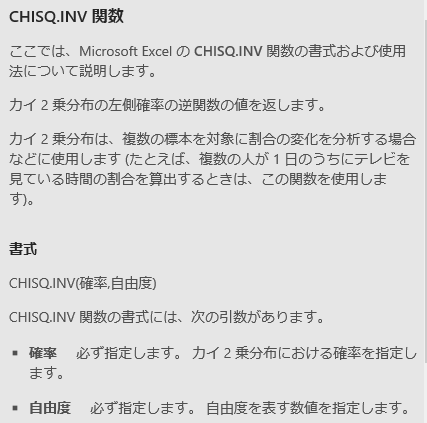 CHISQ.INV 関数
ここでは、Microsoft Excel の CHISQ.INV 関数の書式および使用
法について説明します。
カイ 2 乗分布の左側確率の逆関数の値を返します。
カイ 2 乗分布は、複数の標本を対象に割合の変化を分析する場合
などに使用します (たとえば、複数の人が 1 日のうちにテレビを
見ている時間の割合を算出するときは、この関数を使用しま
す)。
書式
CHISQ.INV(確率,自由度)
CHISQ.INV 関数の書式には、次の引数があります。
▪ 確率 必ず指定します。 カイ 2 乗分布における確率を指定し
ます。
▪ 自由度 必ず指定します。 自由度を表す数値を指定します。